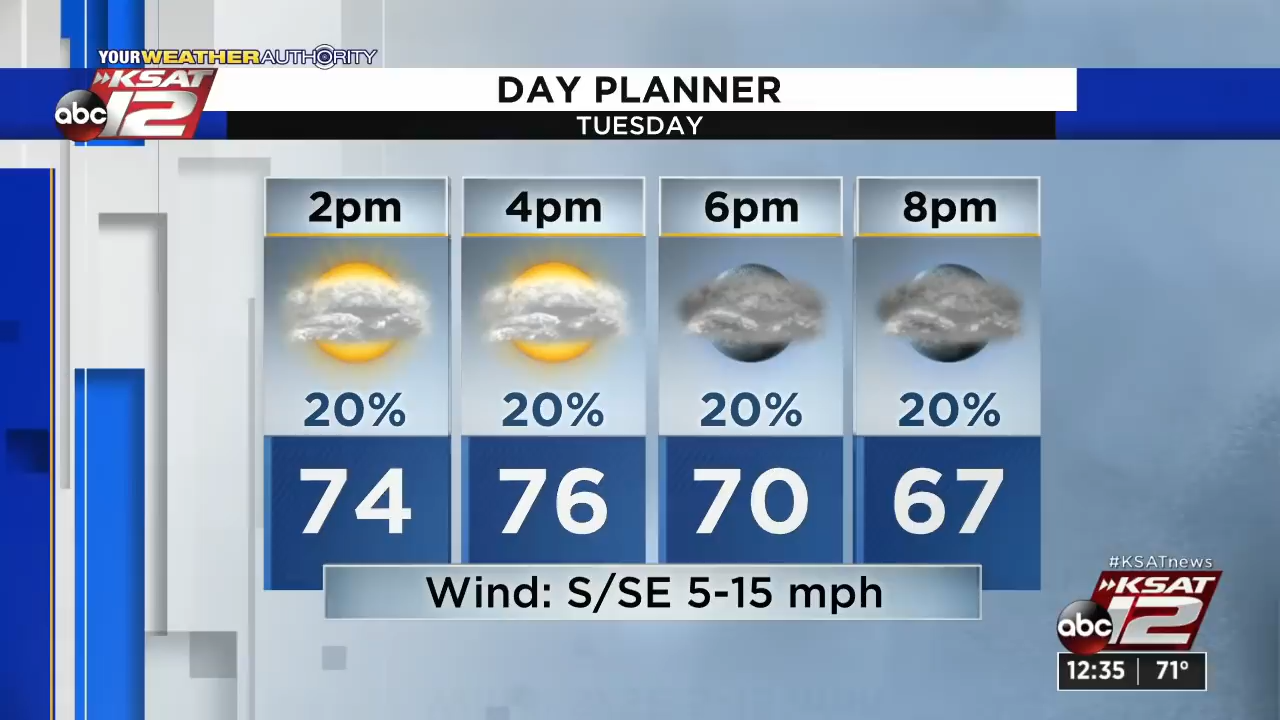 YOURWEATHERAUTHORITY
KSAT
abc 12
DAY PLANNER
TUESDAY
2pm 4pm 6pm 8pm
20% 20% 20% 20%
74 76 70 67
Wind: S/SE 5-15 mph
#KSATnews
KSAT
abc 12
12:35 71°